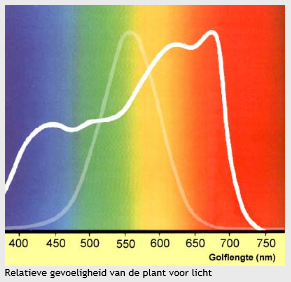 400 450 500 550 600 650 700 750
Golflengte (nm)
Relatieve gevoeligheid van de plant voor licht